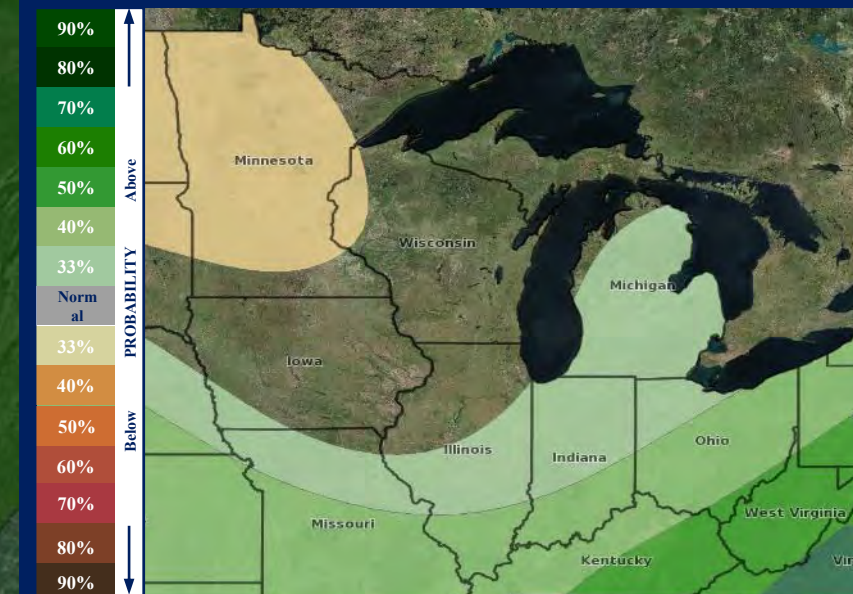 90%
80%
70%
60%
50%
40%
33%
Norm
al
33%
40%
50%
60%
70%
80%
90%
Above
PROBABILITY
Below
Minnesota
Wisconsin
Michigan
Iowa
Illinois
Indiana
Ohio
Missouri
West Virginia
Kentucky
Vir